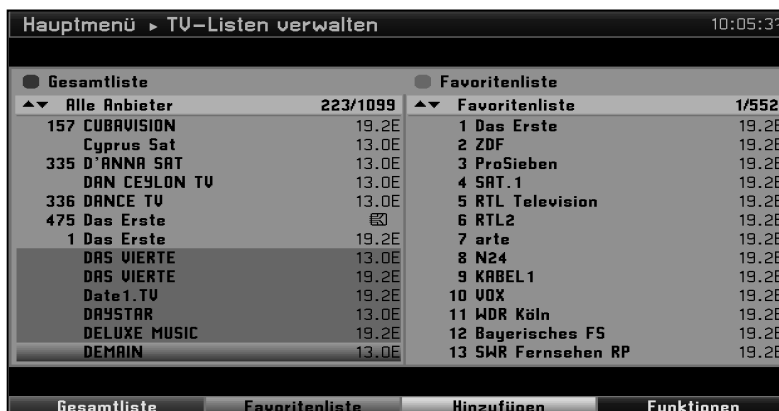 Hauptmenü ▸ TV-Listen verwalten 10:05:3
Gesamtliste
Alle Anbieter 223/1099
157 CUBAVISION 19.2E
Cyprus Sat 13.0E
335 D'ANNA SAT 13.0E
DAN CEYLON TV 13.0E
336 DANCE TV 13.0E
475 Das Erste
1 Das Erste 19.2E
DAS VIERTE 13.0E
DAS VIERTE 19.2E
Date1.TV 19.2E
DAYSTAR 13.0E
DELUXE MUSIC 19.2E
DEMAIN 13.0E
Favoritenliste
Favoritenliste 1/552
1 Das Erste 19.2E
2 ZDF 19.2E
3 ProSieben 19.2E
4 SAT.1 19.2E
5 RTL Television 19.2E
6 RTL2 19.2E
7 arte 19.2E
8 N24 19.2E
9 KABEL1 19.2E
10 VOX 19.2E
11 WDR Köln 19.2E
12 Bayerisches FS 19.2E
13 SWR Fernsehen RP 19.2E
Gesamtliste Favoritenliste Hinzufügen Funktionen